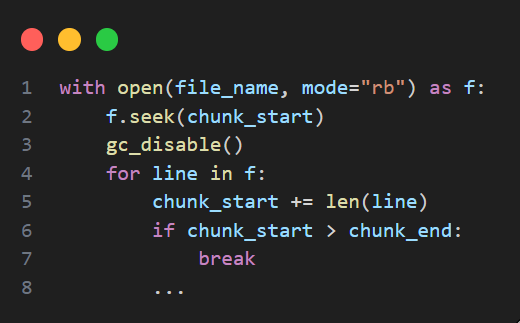 1 with open(file_name, mode="rb") as f:
2     f.seek(chunk_start)
3     gc_disable()
4     for line in f:
5         chunk_start += len(line)
6         if chunk_start > chunk_end:
7             break
8         ...